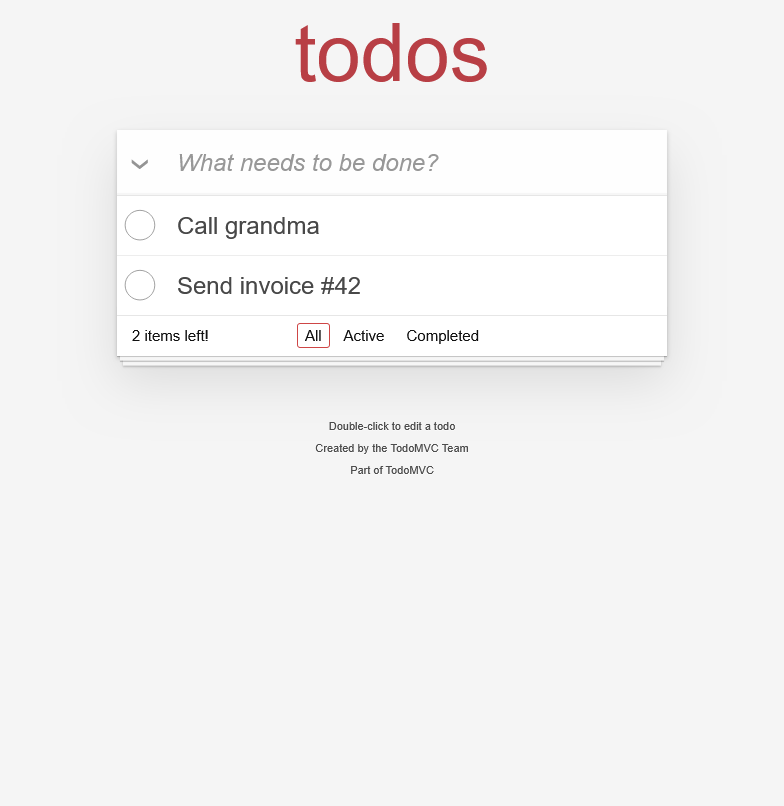 todos
What needs to be done?
Call grandma
Send invoice #42
2 items left! All Active Completed
Double-click to edit a todo
Created by the TodoMVC Team
Part of TodoMVC